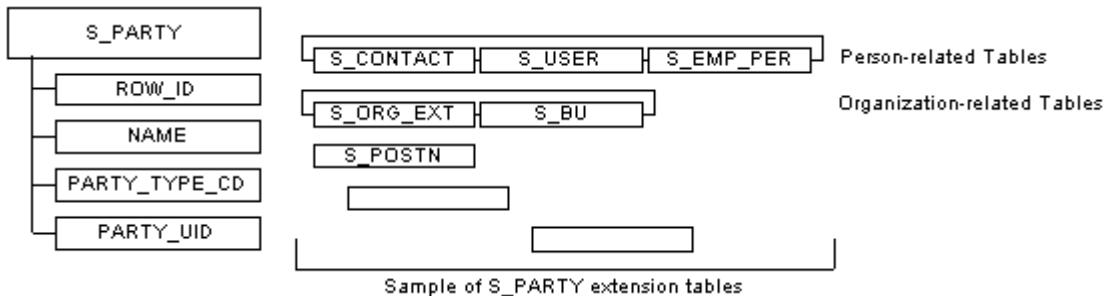 S_PARTY
ROW_ID
NAME
PARTY_TYPE_CD
PARTY_UID
S_CONTACT S_USER S_EMP_PER Person-related Tables
S_ORG_EXT S_BU Organization-related Tables
S_POSTN
Sample of S_PARTY extension tables